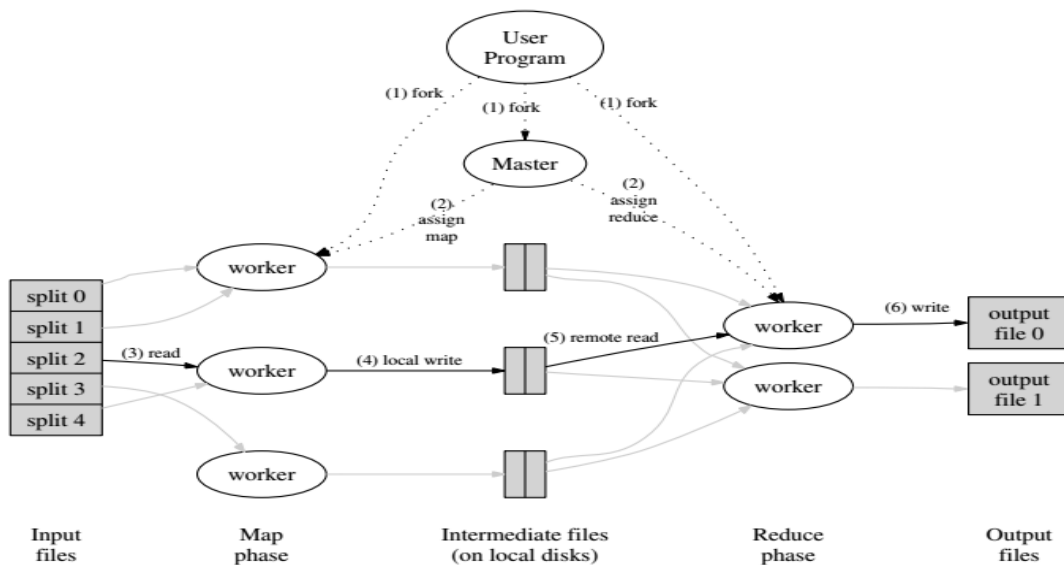 User
Program
(1) fork
(1) fork
(1) fork
Master
(2)
assign
map
(2)
assign
reduce
worker
split 0
split 1
split 2
split 3
split 4
(3) read
worker
(4) local write
(5) remote read
worker
(6) write
output
file 0
worker
output
file 1
worker
Input
files
Map
phase
Intermediate files
(on local disks)
Reduce
phase
Output
files